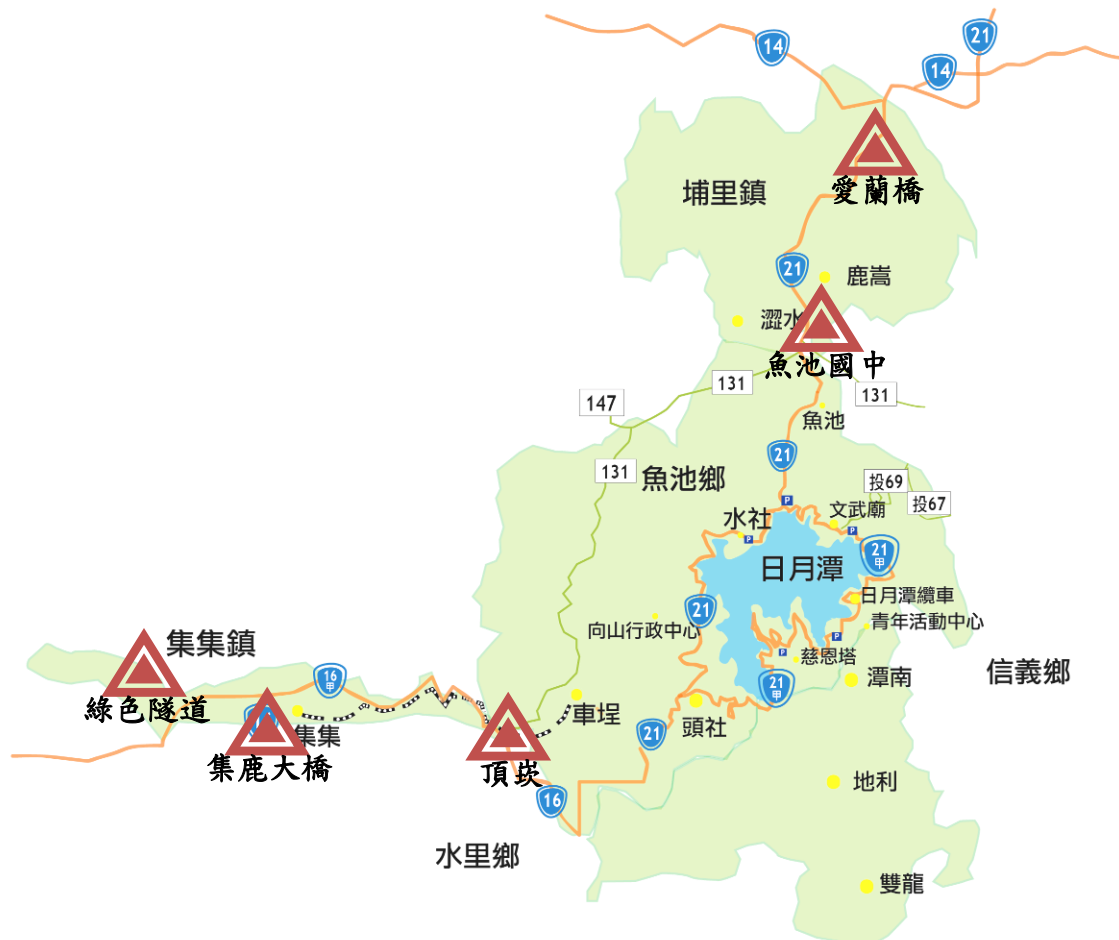 21
14
14
愛蘭橋
埔里鎮
21
鹿嵩
澀水
魚池國中
131
131
147
魚池
21
131
魚池鄉
投69
投67
文武廟
水社
P
P
P
21甲
日月潭
日月潭纜車
21
青年活動中心
向山行政中心
P
P
慈恩塔
集集鎮
信義鄉
16甲
潭南
21甲
綠色隧道
車埕
頭社
集集
21
集鹿大橋
頂崁
地利
16
水里鄉
雙龍